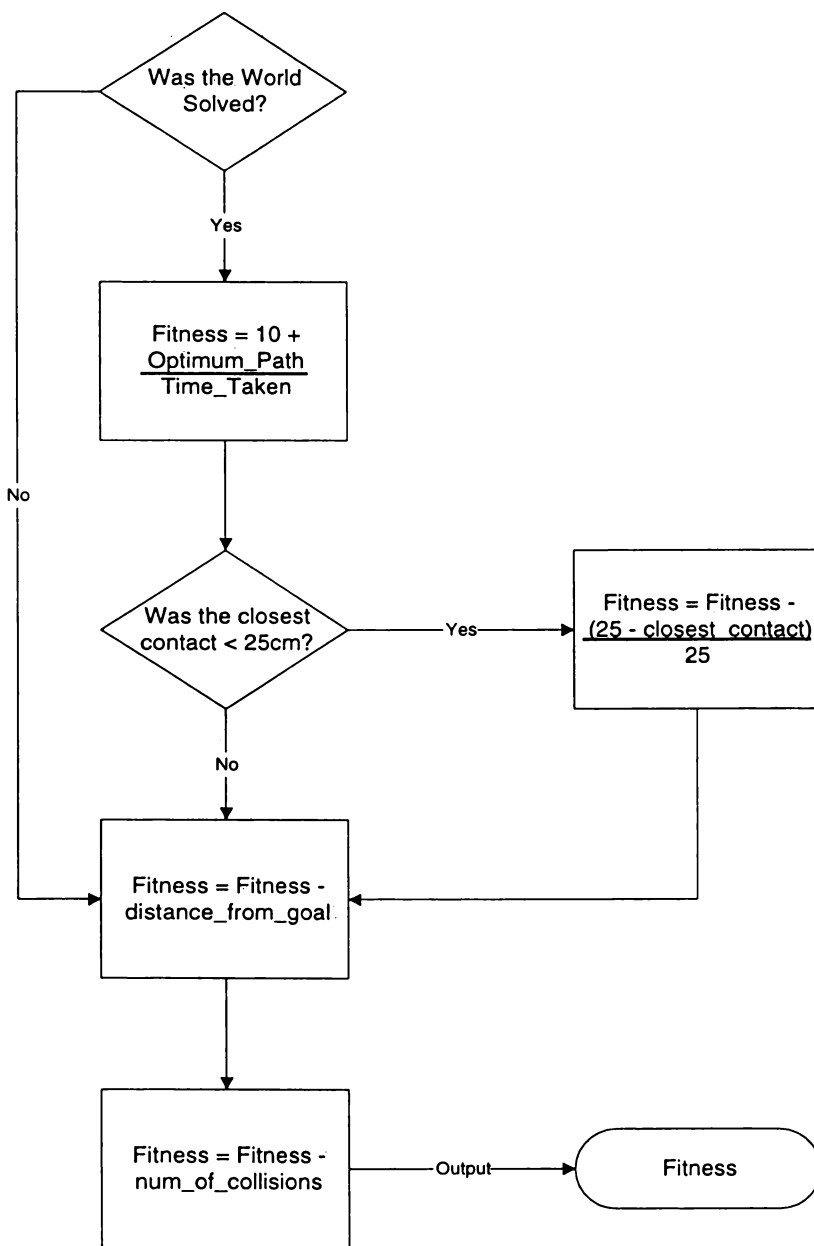 Was the World
Solved?
Yes
Fitness = 10 +
Optimum_Path
Time_Taken
No
Was the closest
contact < 25cm?
Yes
Fitness = Fitness -
(25 - closest_contact)
25
No
Fitness = Fitness -
distance_from_goal
Fitness = Fitness -
num_of_collisions
Output
Fitness